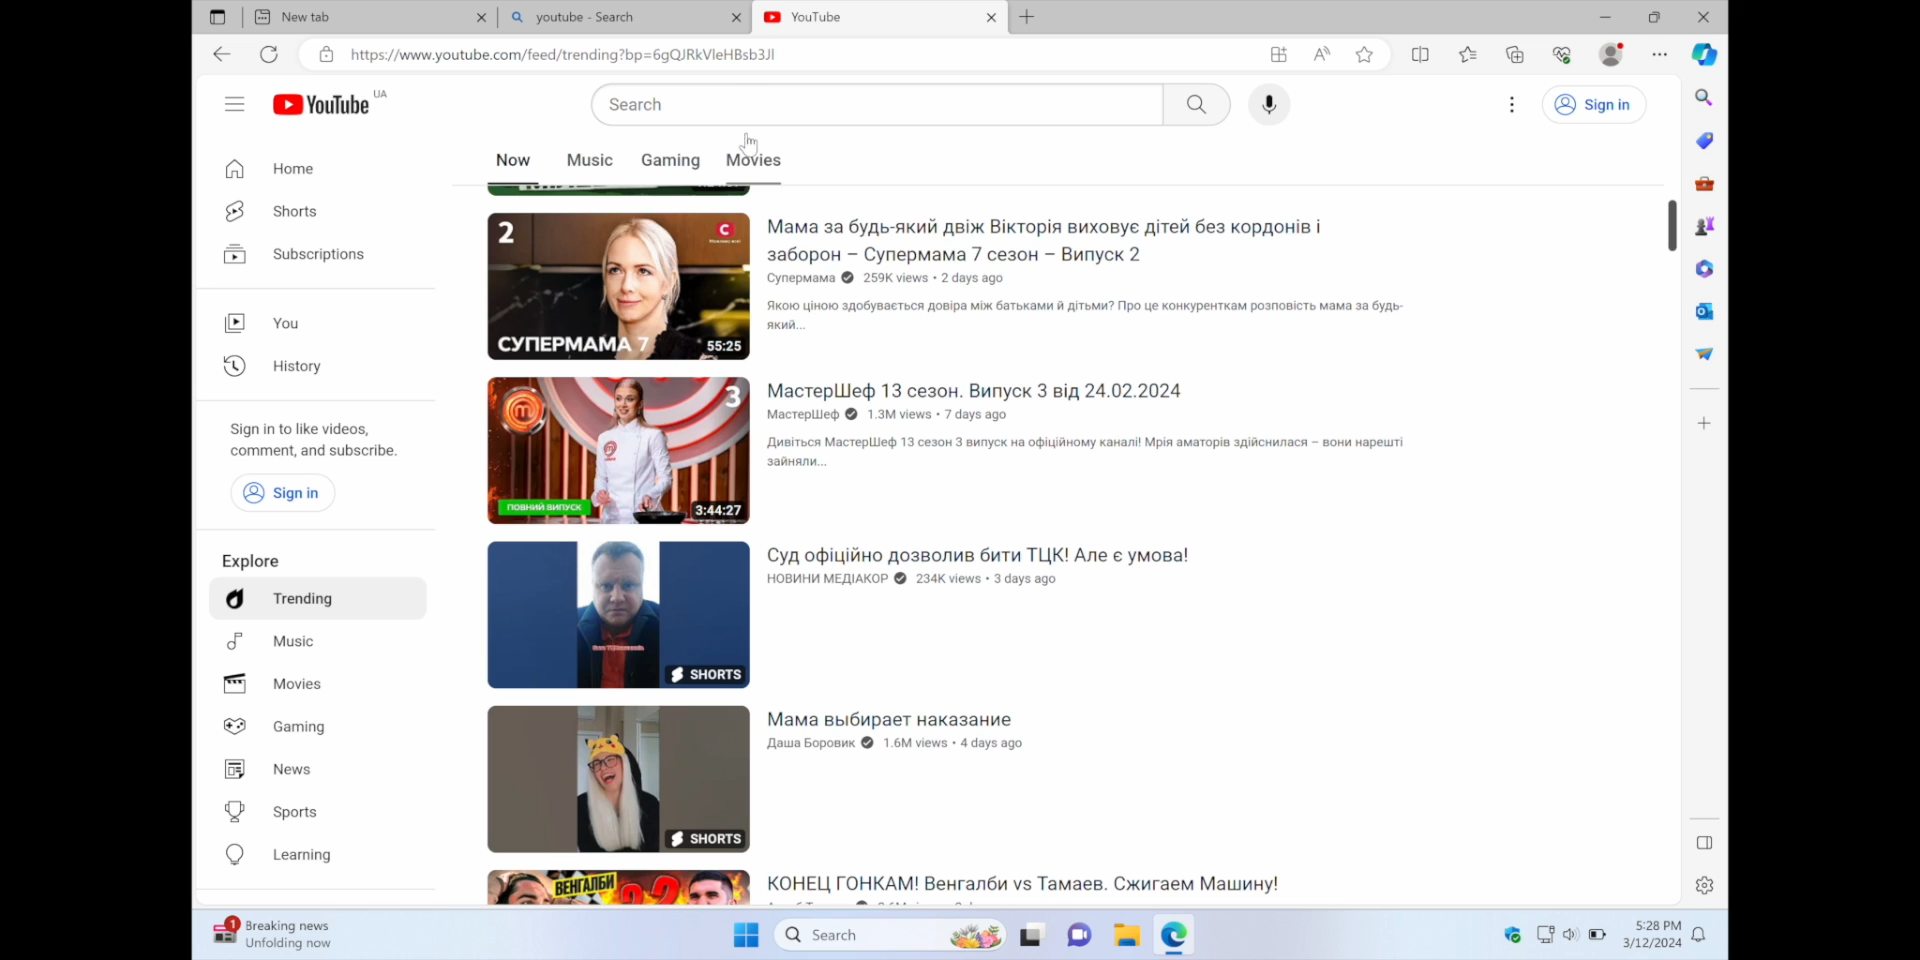 New tab
youtube - Search
YouTube
https://www.youtube.com/feed/trending?bp=6gQJRkVleHBsb3Jl
YouTube UA
Search
Sign in
Now Music Gaming Movies
Home
Shorts
Subscriptions
You
History
Sign in to like videos,
comment, and subscribe.
Sign in
Explore
Trending
Music
Movies
Gaming
News
Sports
Learning
2
СУПЕРМАМА 7
55:25
Мама за будь-який двіж Вікторія виховує дітей без кордонів і
заборон – Супермама 7 сезон – Випуск 2
Супермама 259K views • 2 days ago
Якою ціною здобувається довіра між батьками й дітьми? Про це конкуренткам розповість мама за будь-
який...
3
ПОВНИЙ ВИПУСК
3:44:27
МастерШеф 13 сезон. Випуск 3 від 24.02.2024
МастерШеф 1.3M views • 7 days ago
Дивіться МастерШеф 13 сезон 3 випуск на офіційному каналі! Мрія аматорів здійснилася – вони нарешті
зайняли...
SHORTS
Суд офіційно дозволив бити ТЦК! Але є умова!
НОВИНИ МЕДІАКОР 234K views • 3 days ago
SHORTS
Мама выбирает наказание
Даша Боровик 1.6M views • 4 days ago
ВЕНГАЛБИ
КОНЕЦ ГОНКАМ! Венгалби vs Тамаев. Сжигаем Машину!
1
Breaking news
Unfolding now
Search
5:28 PM
3/12/2024